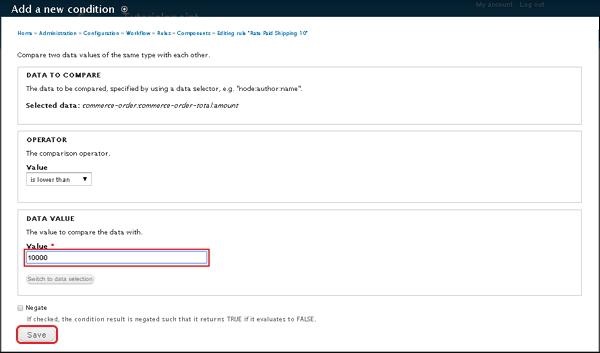 Add a new condition
My account Log out
Tutorialspoint
Home » Administration » Configuration » Workflow » Rules » Components » Editing rule "Rate Paid Shipping 10"
Compare two data values of the same type with each other.
DATA TO COMPARE
The data to be compared, specified by using a data selector, e.g. "node:author:name".
Selected data: commerce-order:commerce-order-total:amount
OPERATOR
The comparison operator.
Value
is lower than
DATA VALUE
The value to compare the data with.
Value *
10000
Switch to data selection
Negate
If checked, the condition result is negated such that it returns TRUE if it evaluates to FALSE.
Save